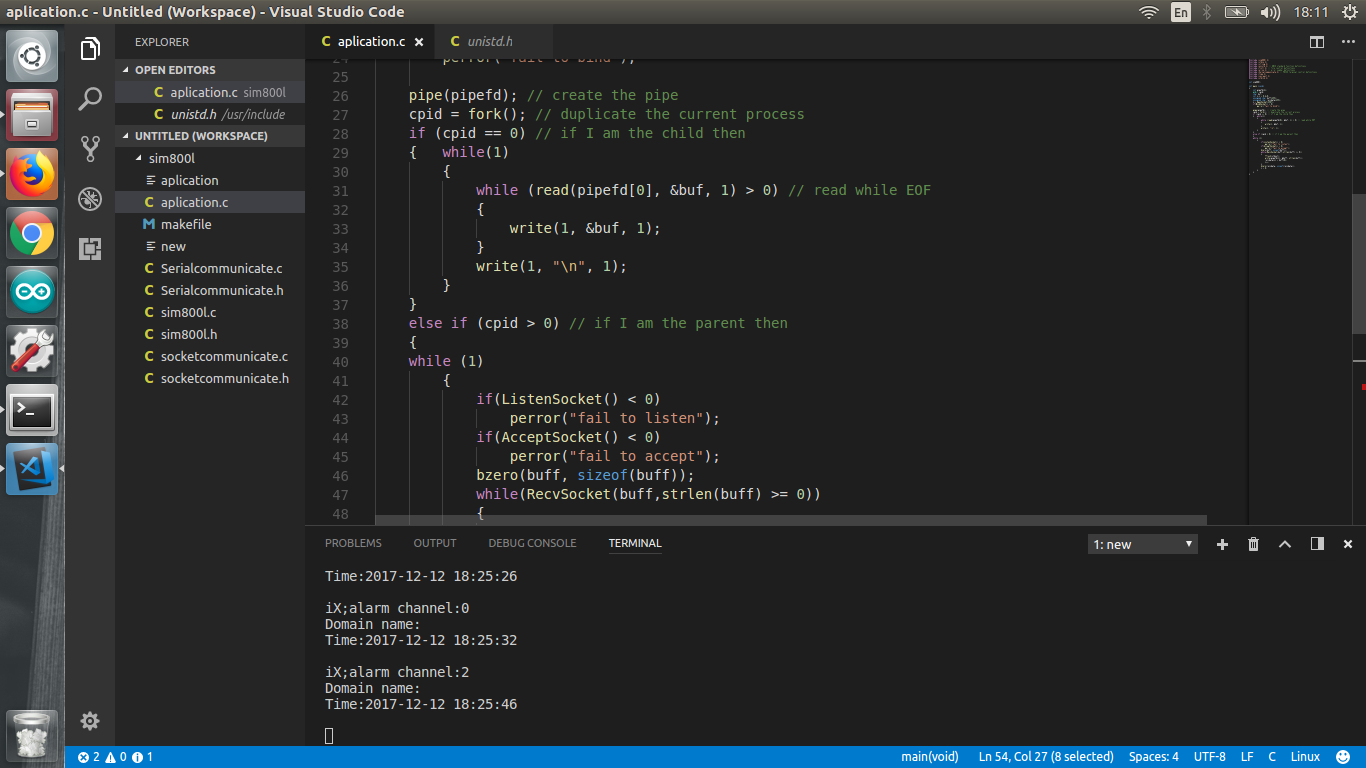 aplication.c - Untitled (Workspace) - Visual Studio Code
En
18:11
EXPLORER
OPEN EDITORS
aplication.c sim800l
unistd.h /usr/include
UNTITLED (WORKSPACE)
sim800l
aplication
aplication.c
makefile
new
Serialcommunicate.c
Serialcommunicate.h
sim800l.c
sim800l.h
socketcommunicate.c
socketcommunicate.h
aplication.c
unistd.h
24 perror("fail to bind");
25
26 pipe(pipefd); // create the pipe
27 cpid = fork(); // duplicate the current process
28 if (cpid == 0) // if I am the child then
29 { while(1)
30 {
31 while (read(pipefd[0], &buf, 1) > 0) // read while EOF
32 {
33 write(1, &buf, 1);
34 }
35 write(1, "\n", 1);
36 }
37 }
38 else if (cpid > 0) // if I am the parent then
39 {
40 while (1)
41 {
42 if(ListenSocket() < 0)
43 perror("fail to listen");
44 if(AcceptSocket() < 0)
45 perror("fail to accept");
46 bzero(buff, sizeof(buff));
47 while(RecvSocket(buff,strlen(buff) >= 0))
48 {
PROBLEMS OUTPUT DEBUG CONSOLE TERMINAL
1: new
Time:2017-12-12 18:25:26
iX;alarm channel:0
Domain name:
Time:2017-12-12 18:25:32
iX;alarm channel:2
Domain name:
Time:2017-12-12 18:25:46
2 0 1
main(void) Ln 54, Col 27 (8 selected) Spaces: 4 UTF-8 LF C Linux